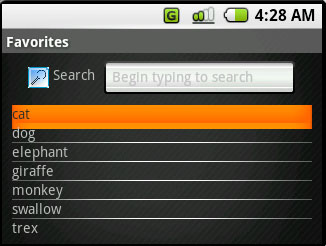 4:28 AM
Favorites
Search
Begin typing to search
cat
dog
elephant
giraffe
monkey
swallow
trex